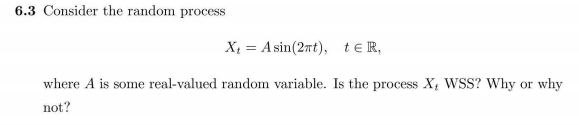 6.3 Consider the random process
X_t = A sin(2πt), t ∈ ℝ,
where A is some real-valued random variable. Is the process X_t WSS? Why or why
not?